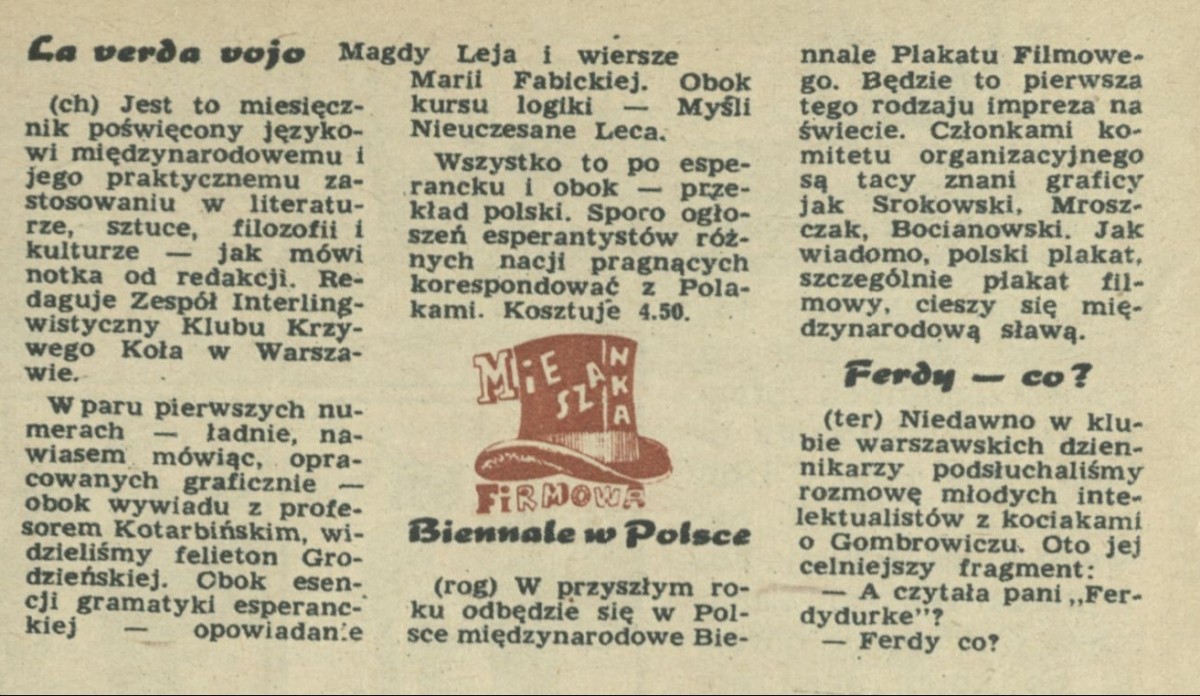 La verda vojo
(ch) Jest to miesięcz-
nik poświęcony języko-
wi międzynarodowemu i
jego praktycznemu za-
stosowaniu w literatu-
rze, sztuce, filozofii i
kulturze — jak mówi
notka od redakcji. Re-
daguje Zespół Interling-
wistyczny Klubu Krzy-
wego Koła w Warsza-
wie.
W paru pierwszych nu-
merach — ładnie, na-
wiasem mówiąc, opra-
cowanych graficznie —
obok wywiadu z profe-
sorem Kotarbińskim, wi-
dzieliśmy felieton Gro-
dzieńskiej. Obok esen-
cji gramatyki esperanc-
kiej — opowiadanie
Magdy Leja i wiersze
Marii Fabickiej. Obok
kursu logiki — Myśli
Nieuczesane Leca.
Wszystko to po espe-
rancku i obok — prze-
kład polski. Sporo ogło-
szeń esperantystów róż-
nych nacji pragnących
korespondować z Pola-
kami. Kosztuje 4.50.
MiESZANKA
FiRMOWA
Biennale w Polsce
(rog) W przyszłym ro-
ku odbędzie się w Pol-
sce międzynarodowe Bie-
nnale Plakatu Filmowe-
go. Będzie to pierwsza
tego rodzaju impreza na
świecie. Członkami ko-
mitetu organizacyjnego
są tacy znani graficy
jak Srokowski, Mrosz-
czak, Bocianowski. Jak
wiadomo, polski plakat,
szczególnie plakat fil-
mowy, cieszy się mię-
dzynarodową sławą.
Ferdy — co?
(ter) Niedawno w klu-
bie warszawskich dzien-
nikarzy podsłuchaliśmy
rozmowę młodych inte-
lektualistów z kociakami
o Gombrowiczu. Oto jej
celniejszy fragment:
— A czytała pani „Fer-
dydurke"?
— Ferdy co?